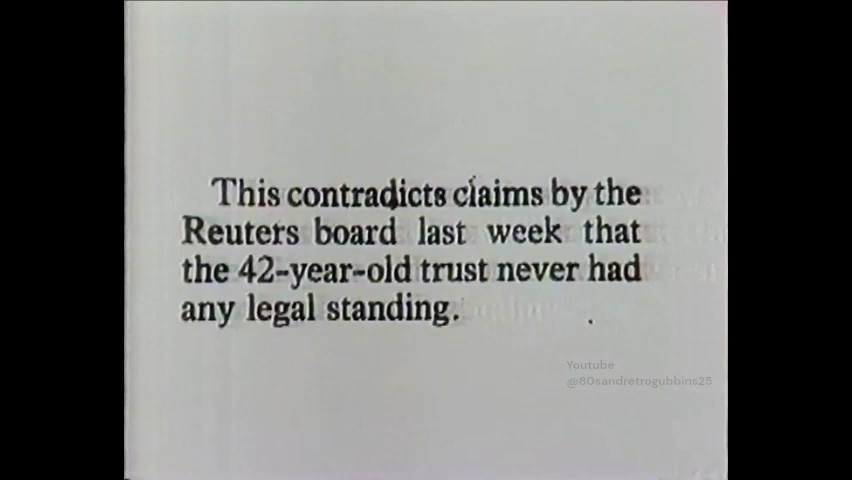 This contradicts claims by the
Reuters board last week that
the 42-year-old trust never had
any legal standing.
Youtube
@80sandretrogubbins25